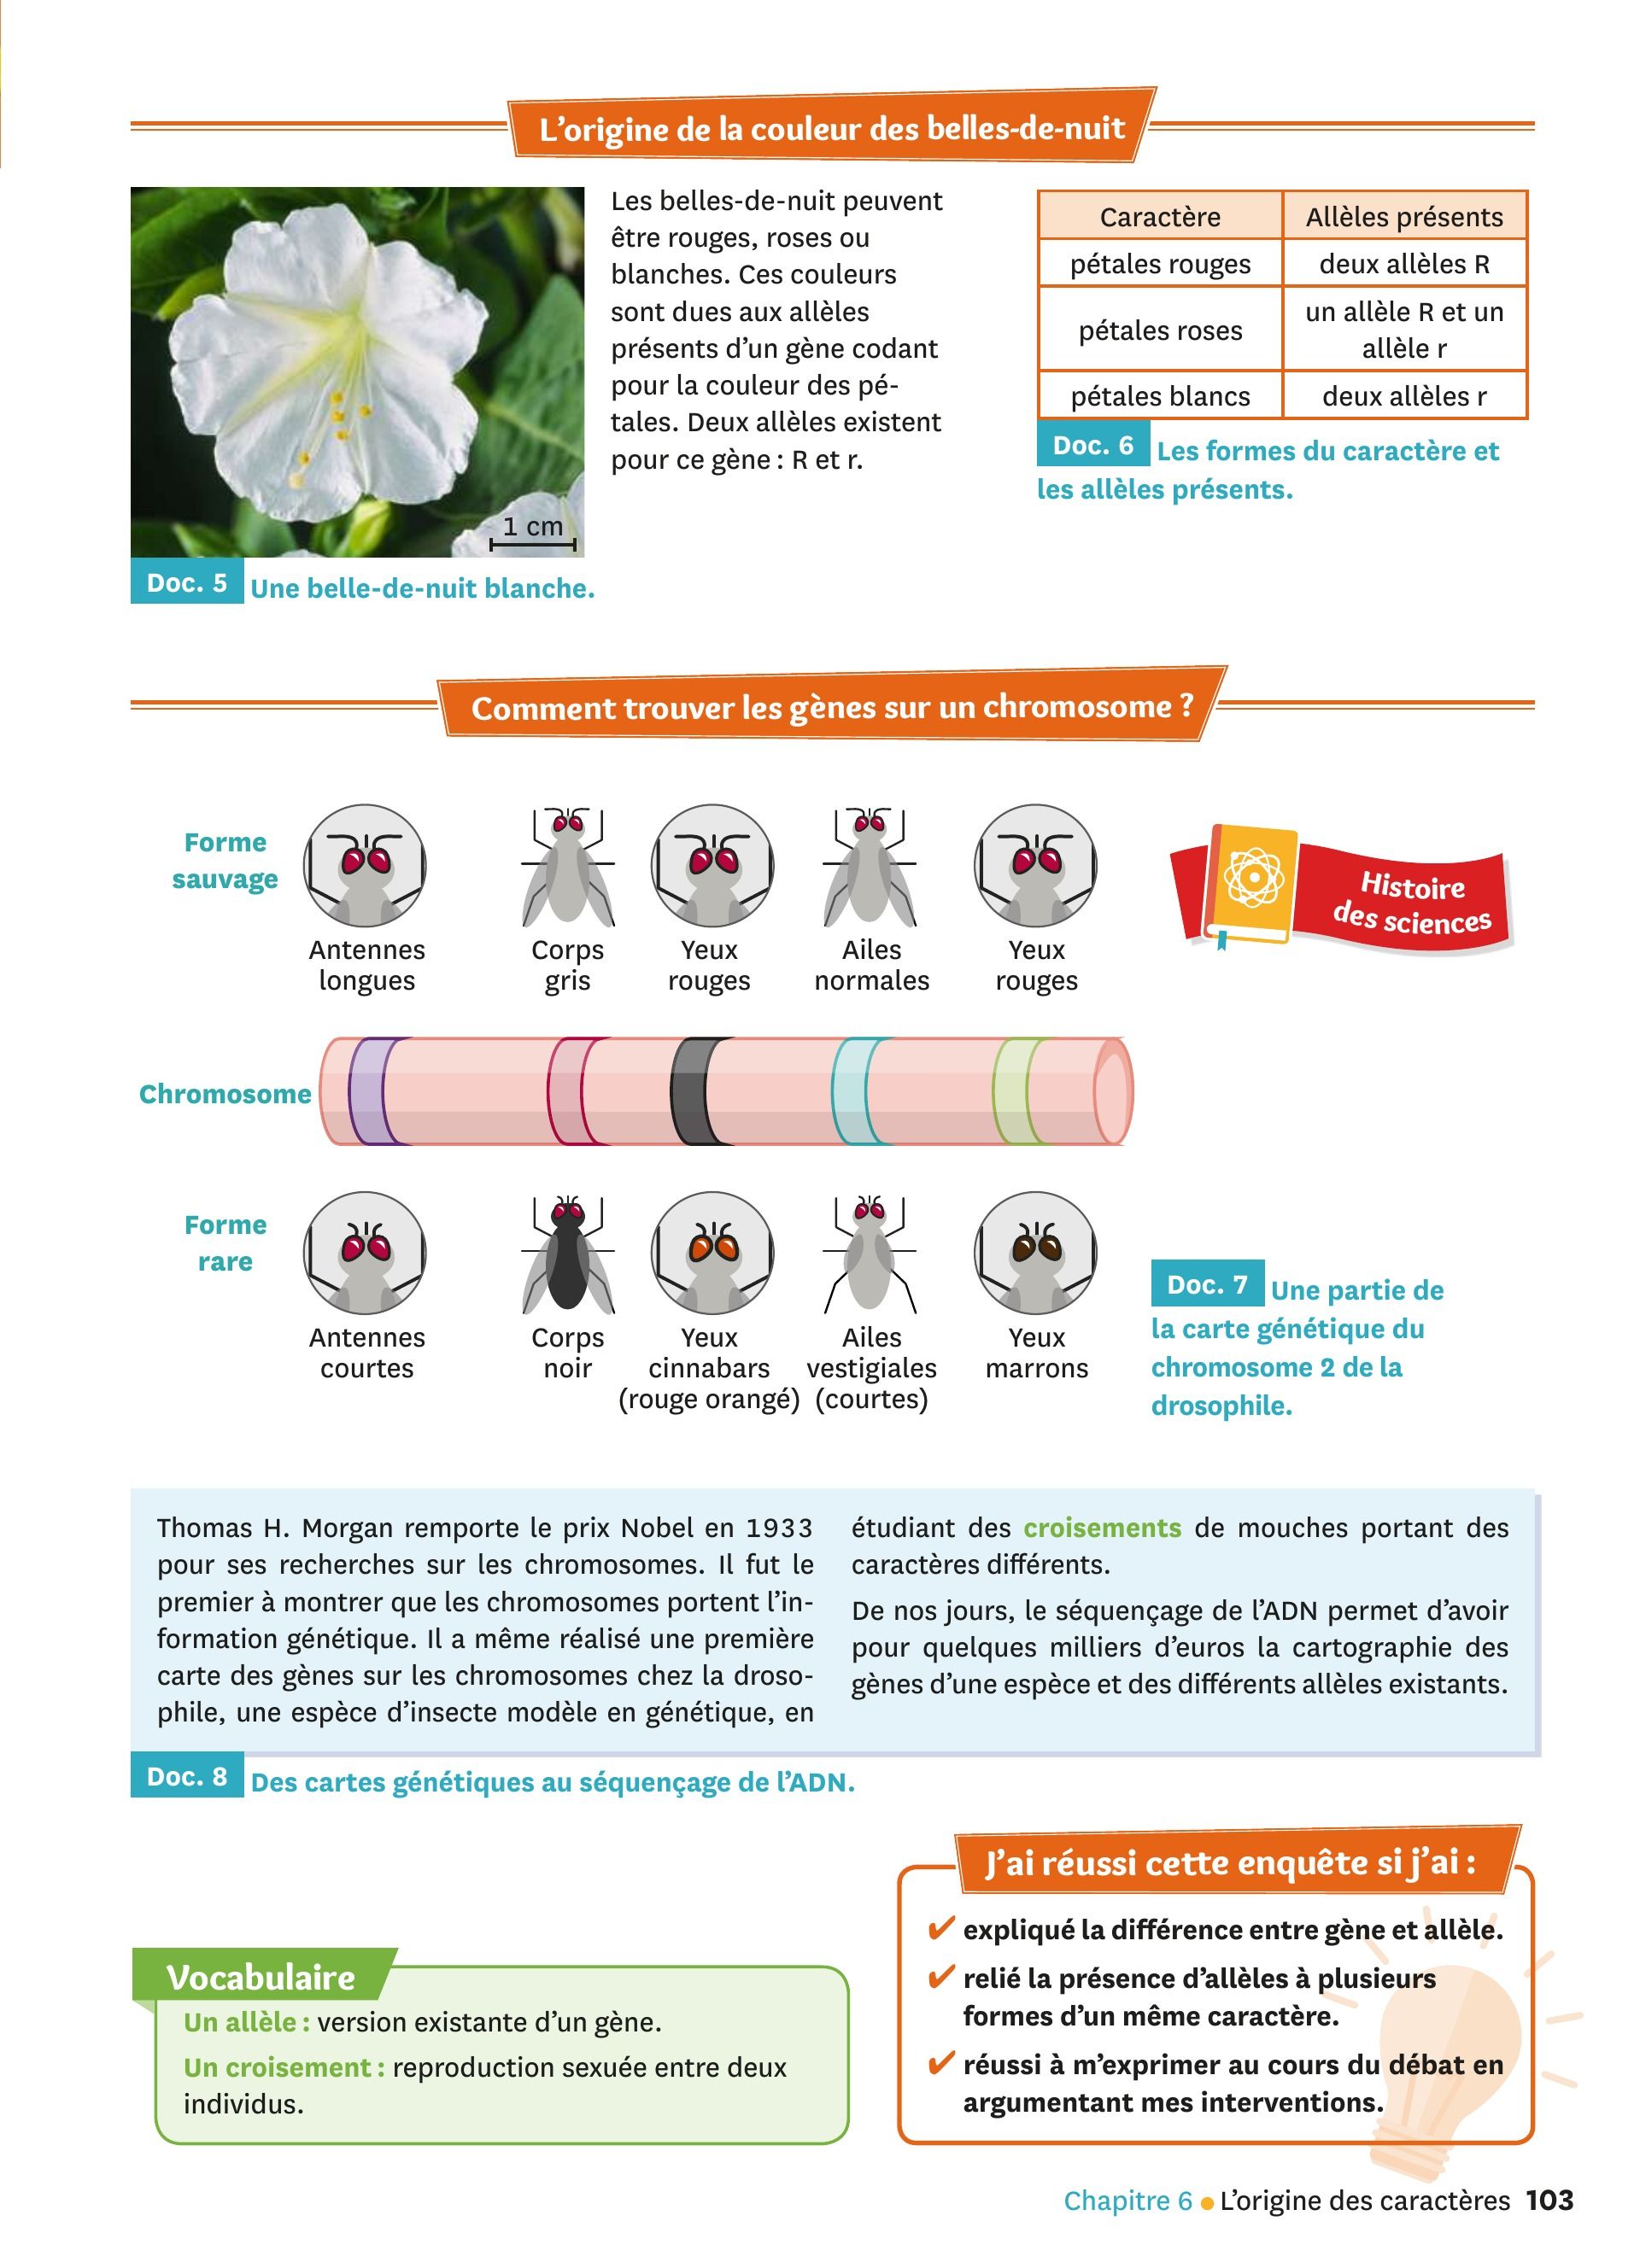 L'origine de la couleur des belles-de-nuit
Les belles-de-nuit peuvent
être rouges, roses ou
blanches. Ces couleurs
sont dues aux allèles
présents d'un gène codant
pour la couleur des pé-
tales. Deux allèles existent
pour ce gène : R et r.
Caractère Allèles présents
pétales rouges deux allèles R
pétales roses un allèle R et un
allèle r
pétales blancs deux allèles r
Doc. 6 Les formes du caractère et
les allèles présents.
1 cm
Doc. 5 Une belle-de-nuit blanche.
Comment trouver les gènes sur un chromosome ?
Forme
sauvage
Antennes
longues
Corps
gris
Yeux
rouges
Ailes
normales
Yeux
rouges
Histoire
des sciences
Chromosome
Forme
rare
Antennes
courtes
Corps
noir
Yeux
cinnabars
(rouge orangé)
Ailes
vestigiales
(courtes)
Yeux
marrons
Doc. 7 Une partie de
la carte génétique du
chromosome 2 de la
drosophile.
Thomas H. Morgan remporte le prix Nobel en 1933
pour ses recherches sur les chromosomes. Il fut le
premier à montrer que les chromosomes portent l'in-
formation génétique. Il a même réalisé une première
carte des gènes sur les chromosomes chez la droso-
phile, une espèce d'insecte modèle en génétique, en
étudiant des croisements de mouches portant des
caractères différents.
De nos jours, le séquençage de l'ADN permet d'avoir
pour quelques milliers d'euros la cartographie des
gènes d'une espèce et des différents allèles existants.
Doc. 8 Des cartes génétiques au séquençage de l'ADN.
Vocabulaire
Un allèle : version existante d'un gène.
Un croisement : reproduction sexuée entre deux
individus.
J'ai réussi cette enquête si j'ai :
✔ expliqué la différence entre gène et allèle.
✔ relié la présence d'allèles à plusieurs
formes d'un même caractère.
✔ réussi à m'exprimer au cours du débat en
argumentant mes interventions.
Chapitre 6 ● L'origine des caractères 103